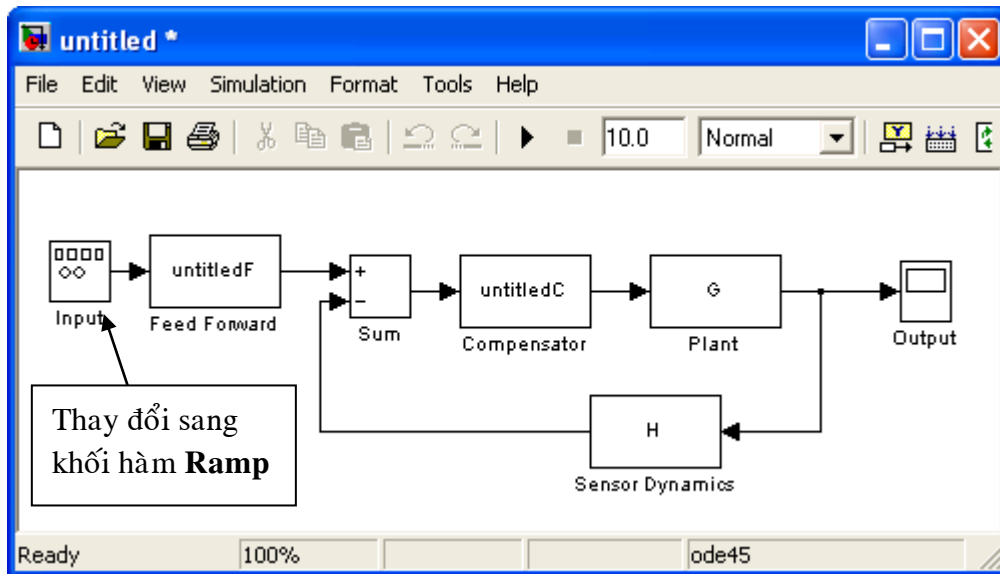 untitled *
File Edit View Simulation Format Tools Help
10.0 Normal
Input
untitledF
Feed Forward
+
−
Sum
untitledC
Compensator
G
Plant
Output
Thay đổi sang
khối hàm Ramp
H
Sensor Dynamics
Ready 100% ode45